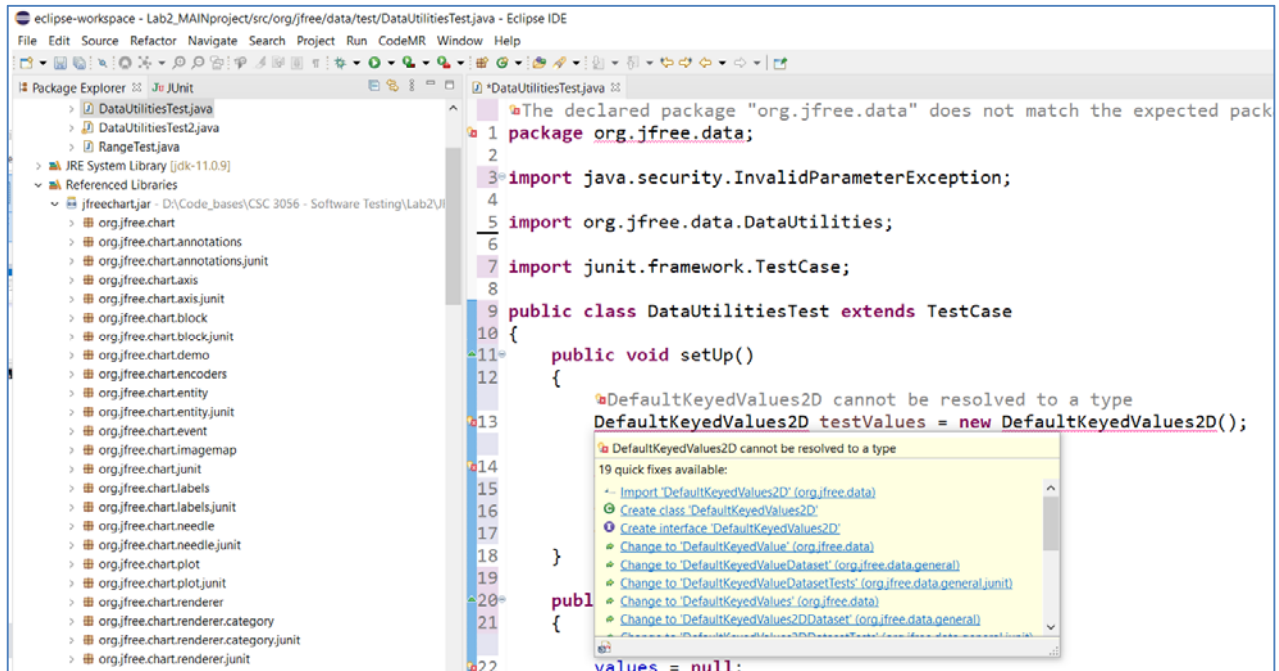 eclipse-workspace - Lab2_MAINproject/src/org/jfree/data/test/DataUtilitiesTest.java - Eclipse IDE
File Edit Source Refactor Navigate Search Project Run CodeMR Window Help
Package Explorer JUnit
DataUtilitiesTest.java
DataUtilitiesTest2.java
RangeTest.java
JRE System Library [jdk-11.0.9]
Referenced Libraries
jfreechart.jar - D:\Code_bases\CSC 3056 - Software Testing\Lab2\
org.jfree.chart
org.jfree.chart.annotations
org.jfree.chart.annotations.junit
org.jfree.chart.axis
org.jfree.chart.axis.junit
org.jfree.chart.block
org.jfree.chart.block.junit
org.jfree.chart.demo
org.jfree.chart.encoders
org.jfree.chart.entity
org.jfree.chart.entity.junit
org.jfree.chart.event
org.jfree.chart.imagemap
org.jfree.chart.junit
org.jfree.chart.labels
org.jfree.chart.labels.junit
org.jfree.chart.needle
org.jfree.chart.needle.junit
org.jfree.chart.plot
org.jfree.chart.plot.junit
org.jfree.chart.renderer
org.jfree.chart.renderer.category
org.jfree.chart.renderer.category.junit
org.jfree.chart.renderer.junit
*DataUtilitiesTest.java
The declared package "org.jfree.data" does not match the expected pack
1 package org.jfree.data;
2
3 import java.security.InvalidParameterException;
4
5 import org.jfree.data.DataUtilities;
6
7 import junit.framework.TestCase;
8
9 public class DataUtilitiesTest extends TestCase
10 {
11 public void setUp()
12 {
DefaultKeyedValues2D cannot be resolved to a type
13 DefaultKeyedValues2D testValues = new DefaultKeyedValues2D();
DefaultKeyedValues2D cannot be resolved to a type
14 19 quick fixes available:
15 Import 'DefaultKeyedValues2D' (org.jfree.data)
16 Create class 'DefaultKeyedValues2D'
17 Create interface 'DefaultKeyedValues2D'
18 } Change to 'DefaultKeyedValue' (org.jfree.data)
Change to 'DefaultKeyedValueDataset' (org.jfree.data.general)
19 Change to 'DefaultKeyedValueDatasetTests' (org.jfree.data.general.junit)
20 publ Change to 'DefaultKeyedValues' (org.jfree.data)
21 { Change to 'DefaultKeyedValues2DDataset' (org.jfree.data.general)
Change to 'DefaultKeyedValues2DDatasetTests' (org.jfree.data.general.junit)
22 values = null;